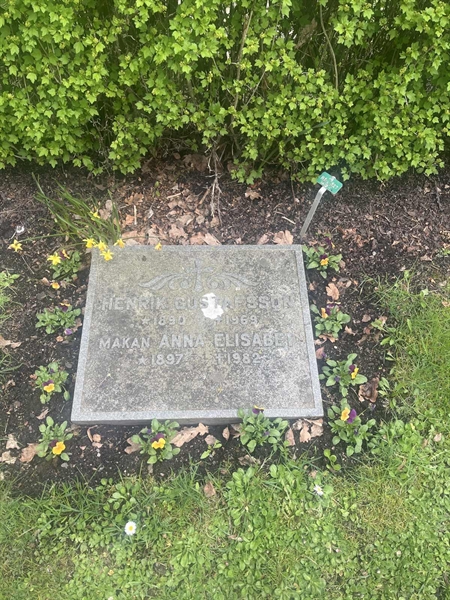 HENRIK GUSTAFSSON
*1890 †1969
MAKAN ANNA ELISABET
*1897 †1982